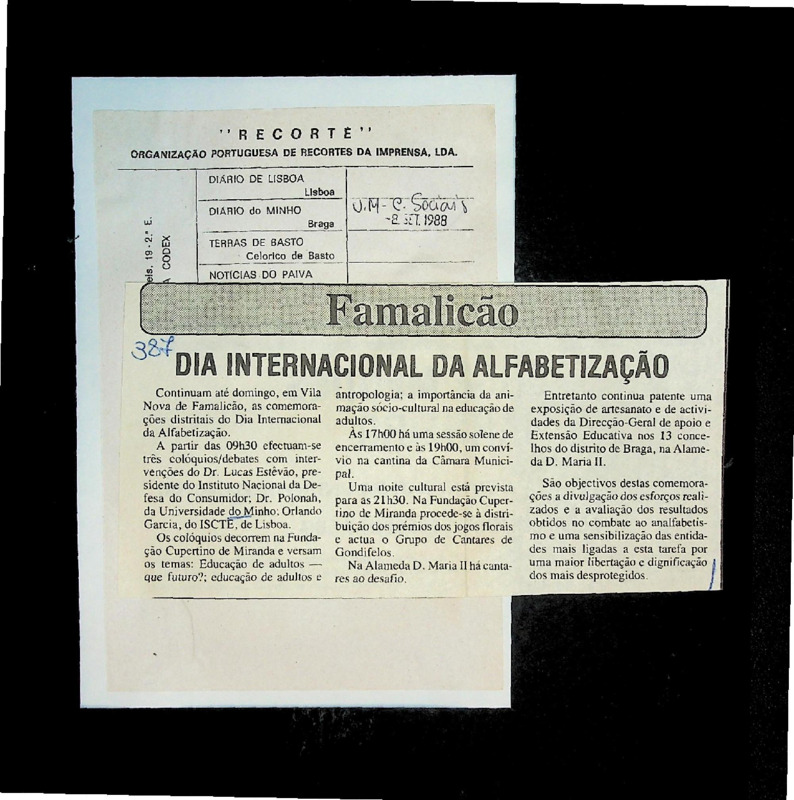 "RECORTE"
ORGANIZAÇÃO PORTUGUESA DE RECORTES DA IMPRENSA, LDA.
DIÁRIO DE LISBOA
Lisboa
DIÁRIO do MINHO
Braga
TERRAS DE BASTO
Celorico de Basto
NOTICIAS DO PAIVA
U.M - C. Sociais
-8 SET. 1988
els. 19 - 2.º E.
A CODEX
Famalicão
387
DIA INTERNACIONAL DA ALFABETIZAÇÃO
Continuam até domingo, em Vila
Nova de Famalicão, as comemora-
ções distritais do Dia Internacional
da Alfabetização.
A partir das 09h30 efectuam-se
três colóquios/debates com inter-
venções do Dr. Lucas Estêvão, pre-
sidente do Instituto Nacional da De-
fesa do Consumidor; Dr. Polonah,
da Universidade do Minho; Orlando
Garcia, do ISCTE, de Lisboa.
Os colóquios decorrem na Funda-
ção Cupertino de Miranda e versam
os temas: Educação de adultos —
que futuro?; educação de adultos e
antropologia; a importância da ani-
mação sócio-cultural na educação de
adultos.
Às 17h00 há uma sessão solene de
encerramento e às 19h00, um conví-
vio na cantina da Câmara Munici-
pal.
Uma noite cultural está prevista
para às 21h30. Na Fundação Cuper-
tino de Miranda procede-se à distri-
buição dos prémios dos jogos florais
e actua o Grupo de Cantares de
Gondifelos.
Na Alameda D. Maria II há canta-
res ao desafio.
Entretanto continua patente uma
exposição de artesanato e de activi-
dades da Direcção-Geral de apoio e
Extensão Educativa nos 13 conce-
lhos do distrito de Braga, na Alame-
da D. Maria II.
São objectivos destas comemora-
ções a divulgação dos esforços reali-
zados e a avaliação dos resultados
obtidos no combate ao analfabetis-
mo e uma sensibilização das entida-
des mais ligadas a esta tarefa por
uma maior libertação e dignificação
dos mais desprotegidos.